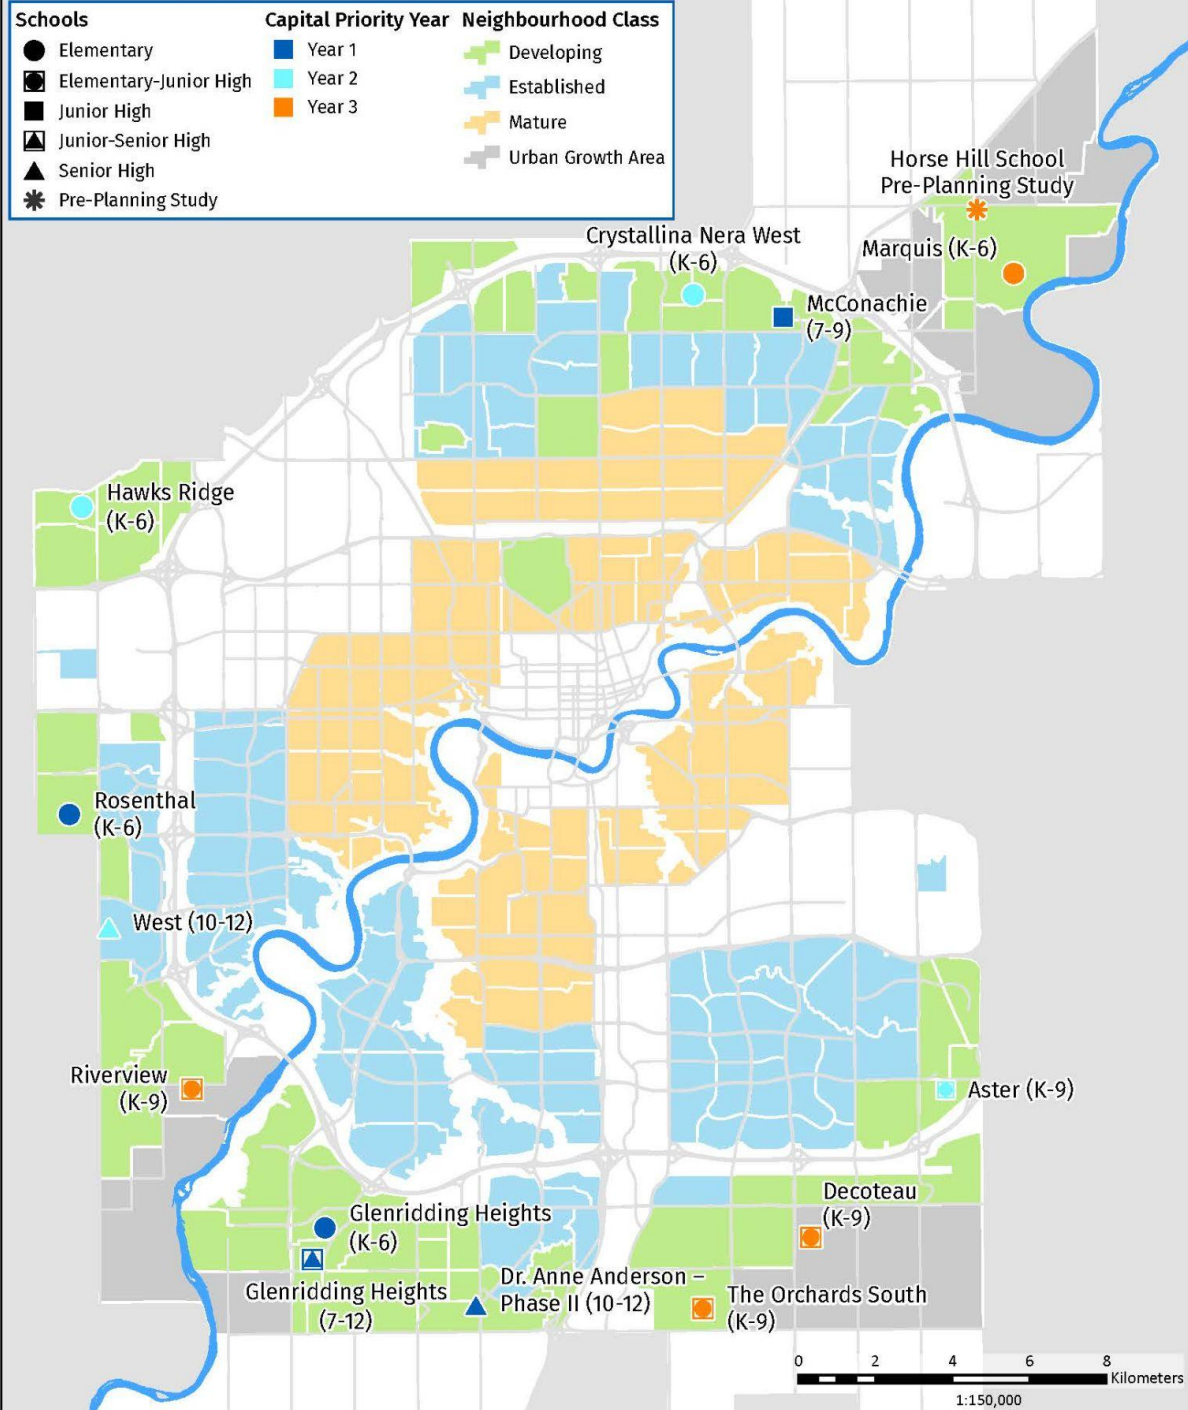 Schools
Elementary
Elementary-Junior High
Junior High
Junior-Senior High
Senior High
Pre-Planning Study
Capital Priority Year
Year 1
Year 2
Year 3
Neighbourhood Class
Developing
Established
Mature
Urban Growth Area
Horse Hill School
Pre-Planning Study
Crystallina Nera West
(K-6)
Marquis (K-6)
McConachie
(7-9)
Hawks Ridge
(K-6)
Rosenthal
(K-6)
West (10-12)
Riverview
(K-9)
Aster (K-9)
Decoteau
(K-9)
Glenridding Heights
(K-6)
Glenridding Heights
(7-12)
Dr. Anne Anderson –
Phase II (10-12)
The Orchards South
(K-9)
0 2 4 6 8
Kilometers
1:150,000